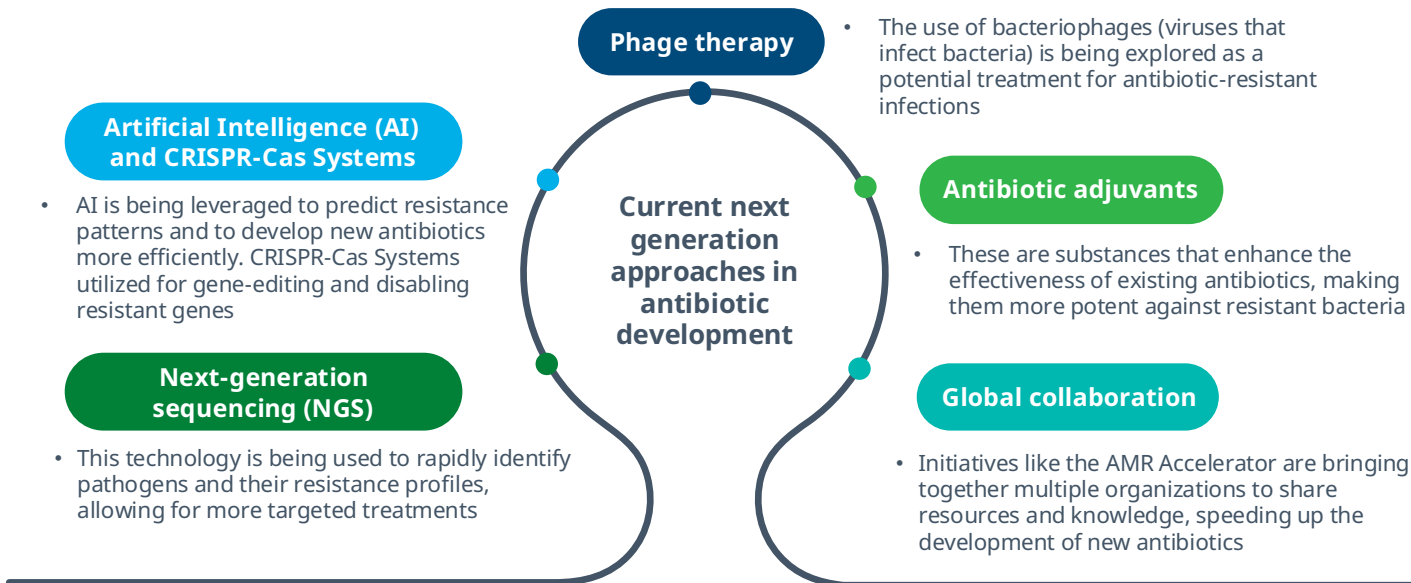 Phage therapy
• The use of bacteriophages (viruses that
infect bacteria) is being explored as a
potential treatment for antibiotic-resistant
infections
Artificial Intelligence (AI)
and CRISPR-Cas Systems
• AI is being leveraged to predict resistance
patterns and to develop new antibiotics
more efficiently. CRISPR-Cas Systems
utilized for gene-editing and disabling
resistant genes
Current next
generation
approaches in
antibiotic
development
Antibiotic adjuvants
• These are substances that enhance the
effectiveness of existing antibiotics, making
them more potent against resistant bacteria
Next-generation
sequencing (NGS)
• This technology is being used to rapidly identify
pathogens and their resistance profiles,
allowing for more targeted treatments
Global collaboration
• Initiatives like the AMR Accelerator are bringing
together multiple organizations to share
resources and knowledge, speeding up the
development of new antibiotics